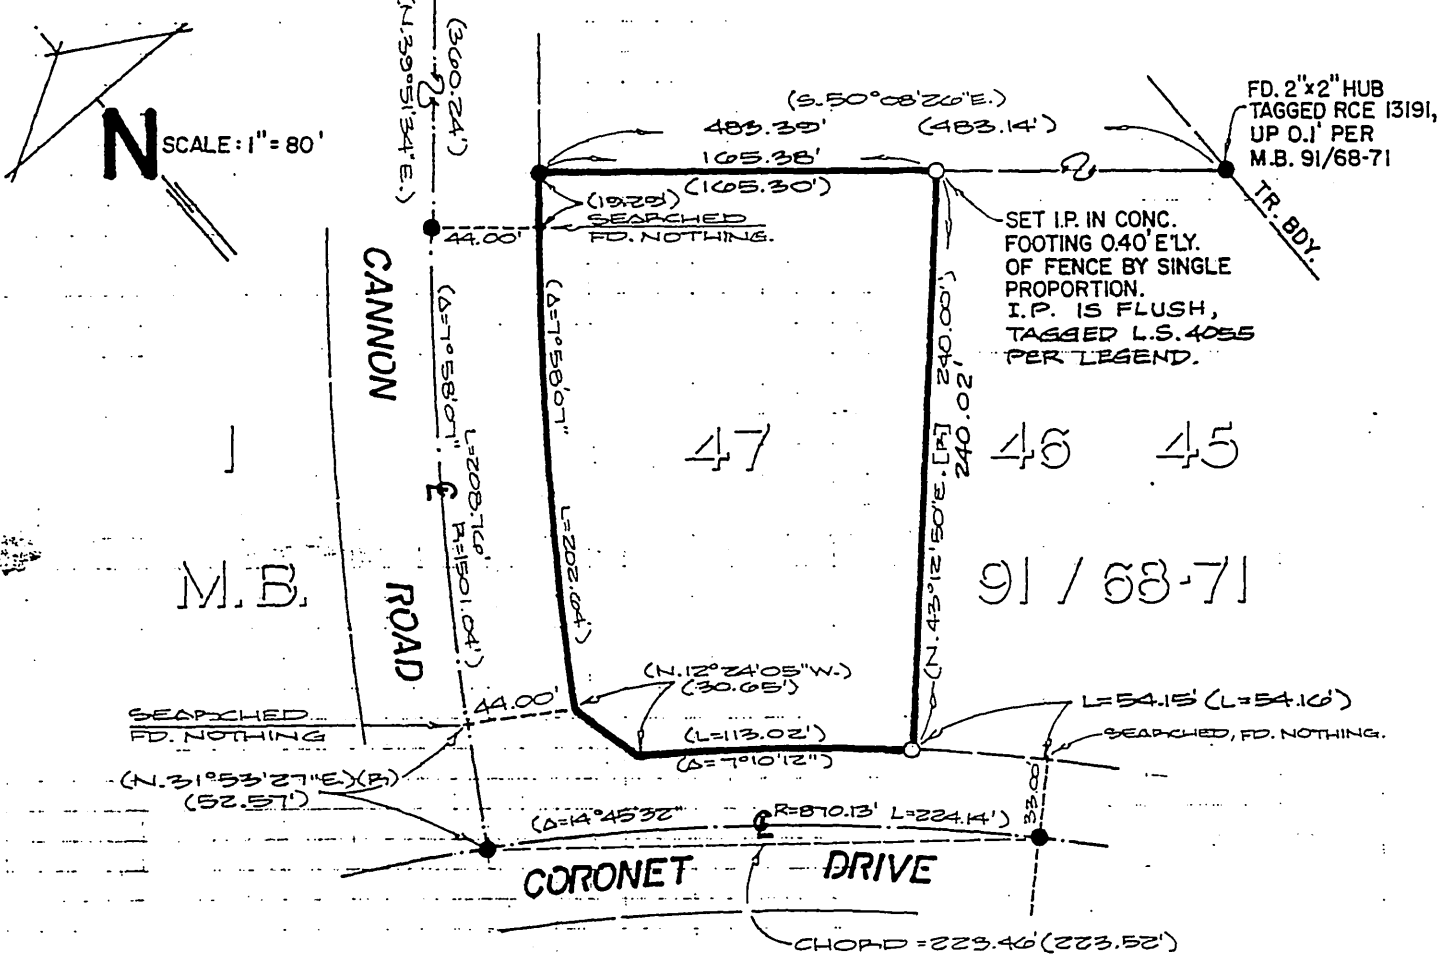 N SCALE: 1" = 80'
(N.39°51'34"E.)
(360.24')
(S.50°08'26"E.)
483.39' (483.14')
165.38'
(165.30')
(19.29')
SEARCHED
FD. NOTHING.
44.00'
FD. 2"x2" HUB
TAGGED RCE 13191,
UP 0.1' PER
M.B. 91/68-71
TR. BDY.
SET I.P. IN CONC.
FOOTING 0.40' E'LY.
OF FENCE BY SINGLE
PROPORTION.
I.P. IS FLUSH,
TAGGED L.S. 4055
PER LEGEND.
CANNON
ROAD
(Δ=7°58'07"
L=208.76'
R=1501.04')
(Δ=7°58'07"
L=202.64')
(N.43°12'50"E.[R] 240.00')
240.02'
1
47
46 45
M.B.
91 / 68-71
(N.12°24'05"W.)
(30.65')
44.00'
SEARCHED
FD. NOTHING
(N.31°53'27"E.)(R)
(52.57')
(L=113.02')
(Δ=7°10'12")
L=54.15' (L=54.16')
SEARCHED, FD. NOTHING.
33.00'
(Δ=14°45'32" R=870.13' L=224.14')
CORONET DRIVE
CHORD = 223.46' (223.52')